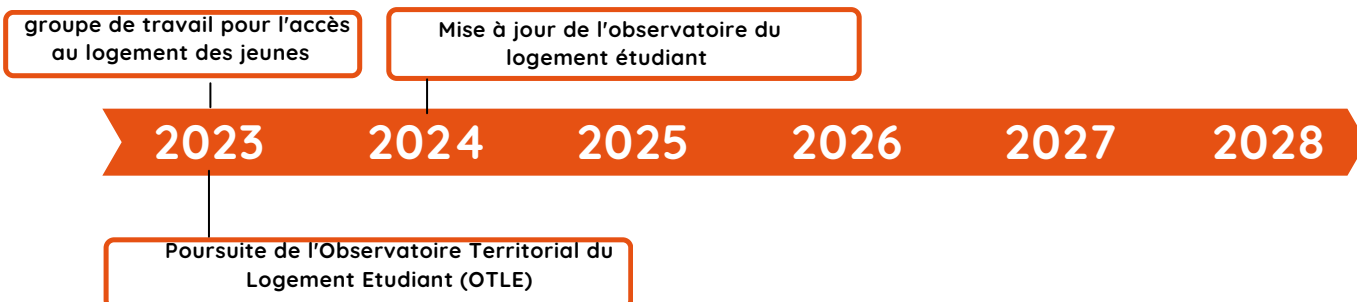 groupe de travail pour l'accès
au logement des jeunes
Mise à jour de l'observatoire du
logement étudiant
2023 2024 2025 2026 2027 2028
Poursuite de l'Observatoire Territorial du
Logement Etudiant (OTLE)